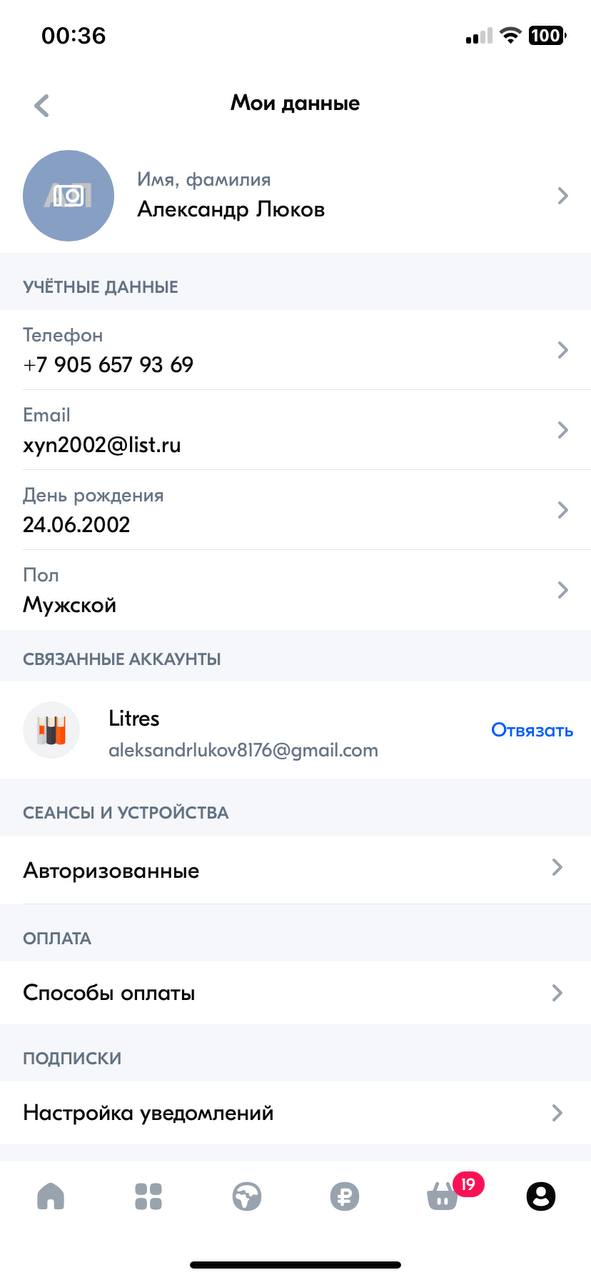 00:36
100
Мои данные
Имя, фамилия
Александр Люков
УЧЁТНЫЕ ДАННЫЕ
Телефон
+7 905 657 93 69
Email
xyn2002@list.ru
День рождения
24.06.2002
Пол
Мужской
СВЯЗАННЫЕ АККАУНТЫ
Litres
aleksandrlukov8176@gmail.com
Отвязать
СЕАНСЫ И УСТРОЙСТВА
Авторизованные
ОПЛАТА
Способы оплаты
ПОДПИСКИ
Настройка уведомлений
19